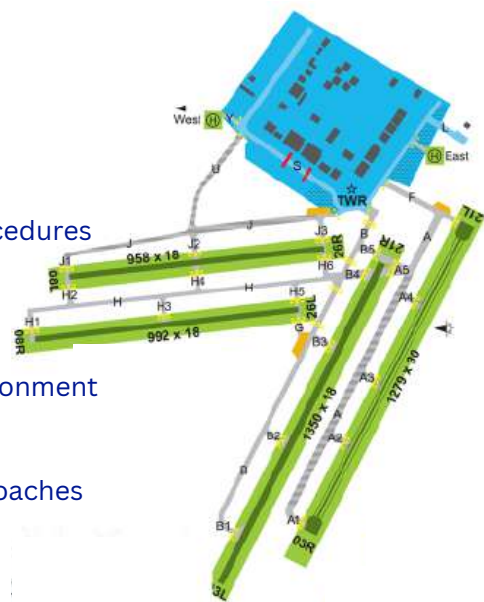 21L
L
East
F
A
TWR
S
Y
West
H
H
U
B
B5
21R
A5
A4
B4
J3
26R
H6
J
J2
J
J1
08L
958 x 18
H4
H2
H
H
H5
26L
G
H3
H1
08R
992 x 18
B3
A3
1279 x 30
1350 x 18
A
A2
B2
B
B1
A1
03R
cedures
onment
oaches